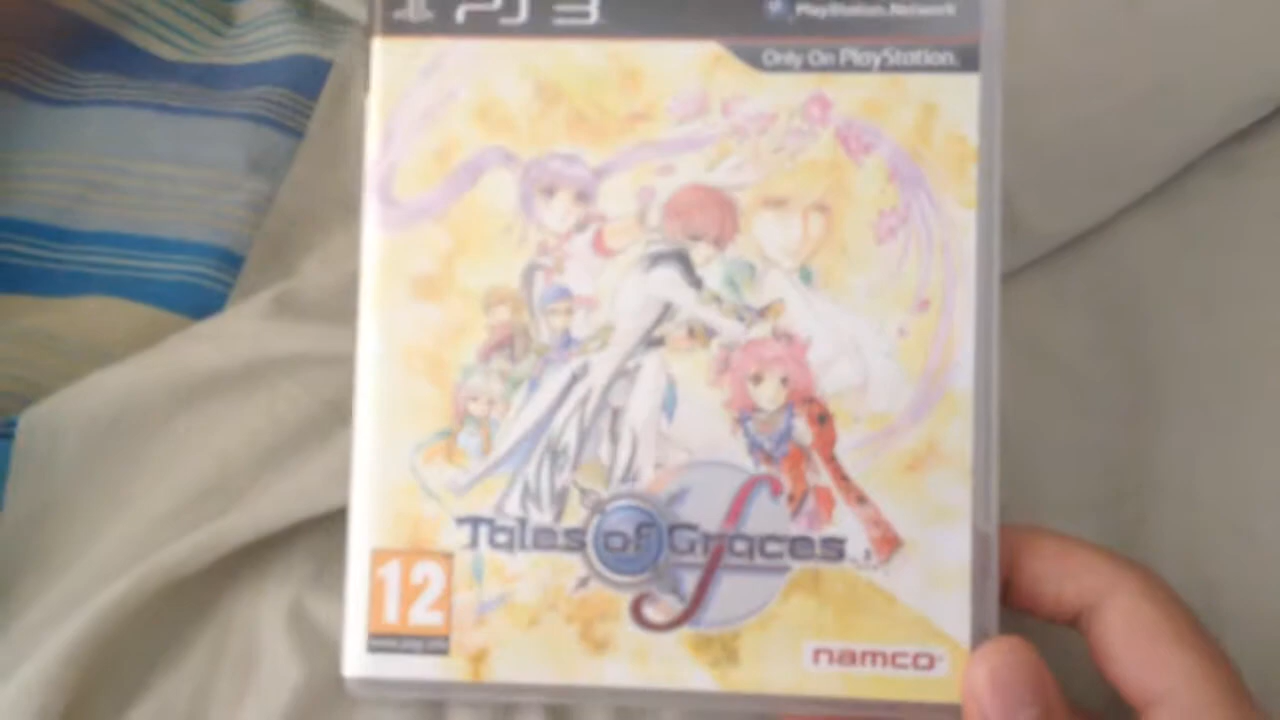 PS3
PlayStation Network
Only On PlayStation
Tales of Graces f
12
namco